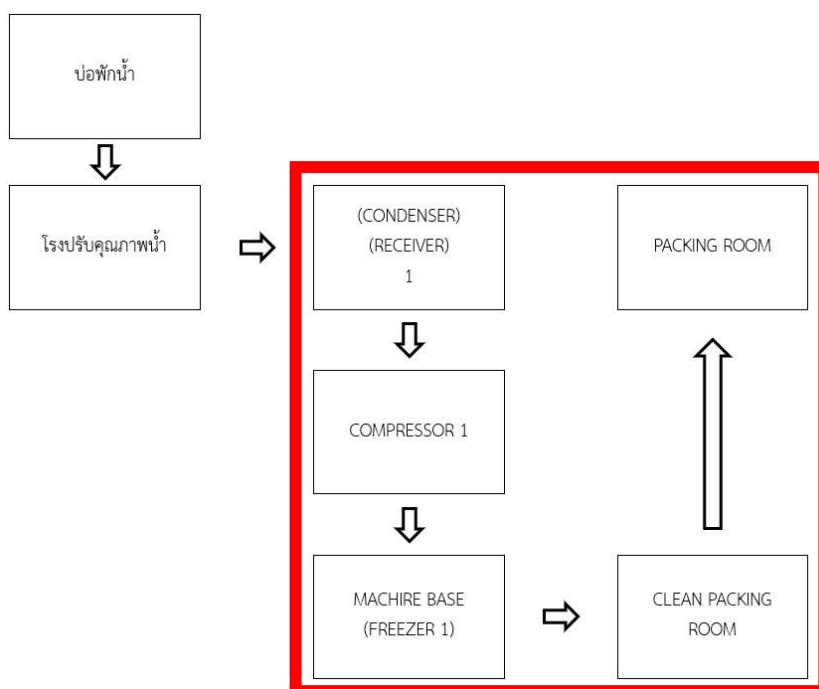 บ่อพักน้ำ
โรงปรับคุณภาพน้ำ
(CONDENSER)
(RECEIVER)
1
COMPRESSOR 1
MACHIRE BASE
(FREEZER 1)
CLEAN PACKING
ROOM
PACKING ROOM